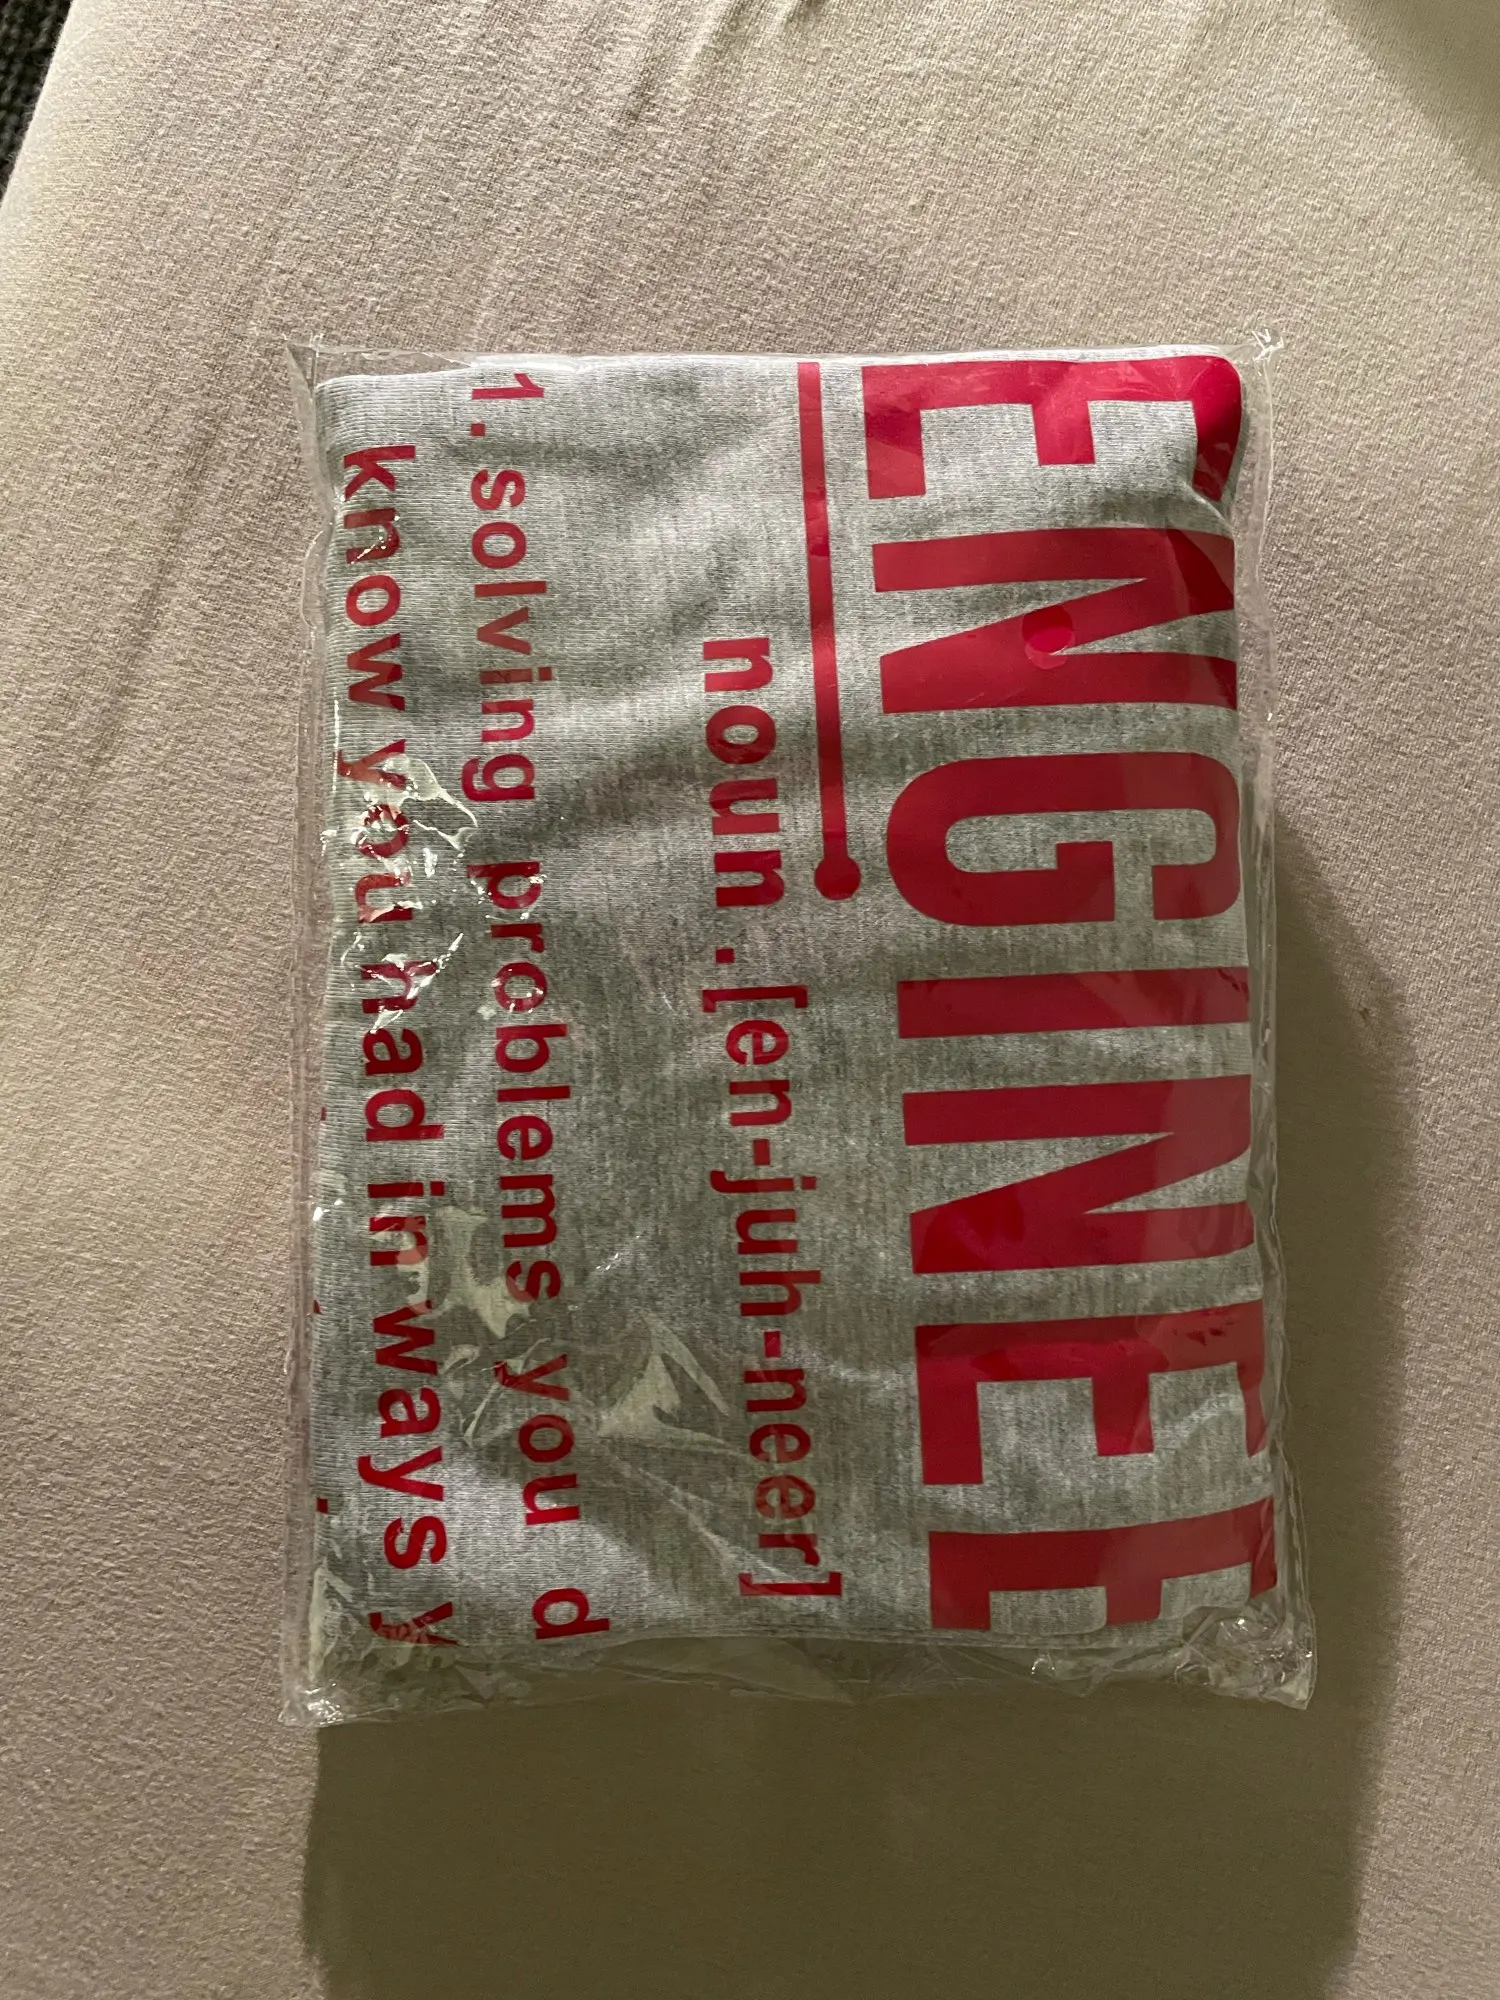 ENGINEE
noun.[en-juh-neer]
1.solving problems you d
know you had in ways y